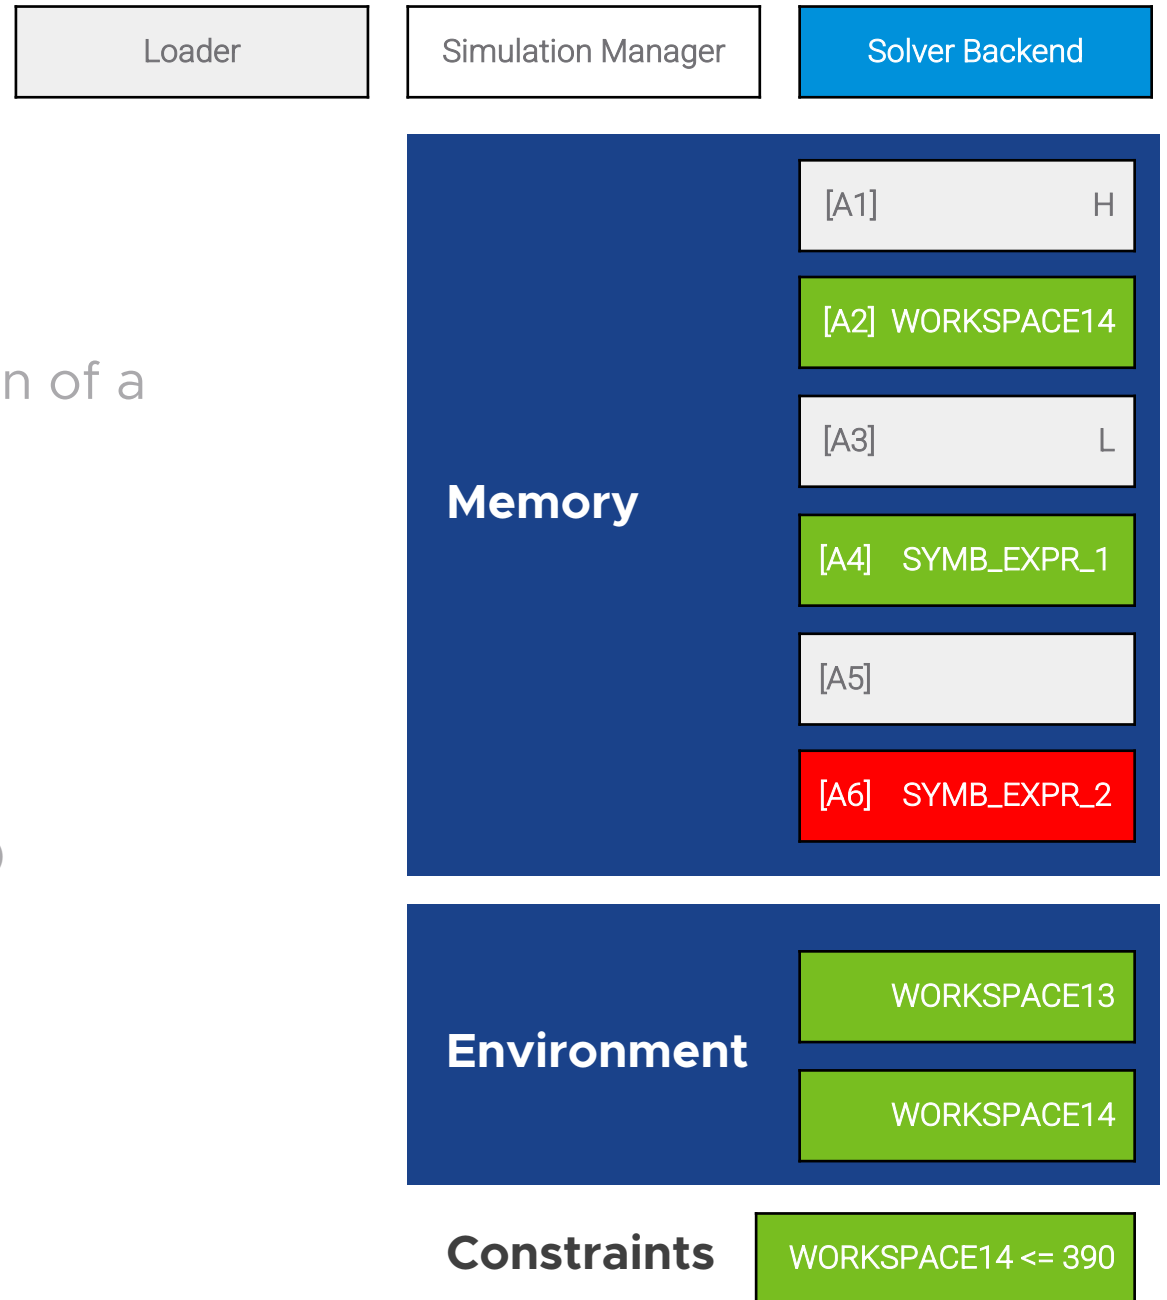 Loader
Simulation Manager
Solver Backend
[A1] H
[A2] WORKSPACE14
n of a
[A3] L
Memory
[A4] SYMB_EXPR_1
[A5]
[A6] SYMB_EXPR_2
)
WORKSPACE13
Environment
WORKSPACE14
Constraints
WORKSPACE14 <= 390